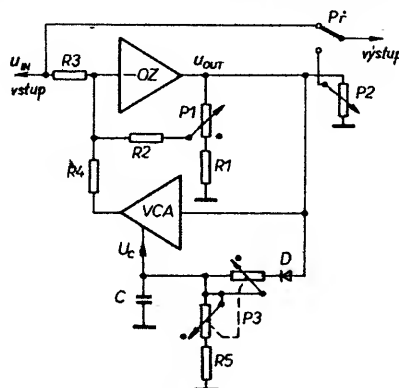 Př
u_IN
R3
-OZ
u_OUT
vstup
výstup
P1
P2
R2
R1
R4
VCA
U_C
D
C
P3
R5